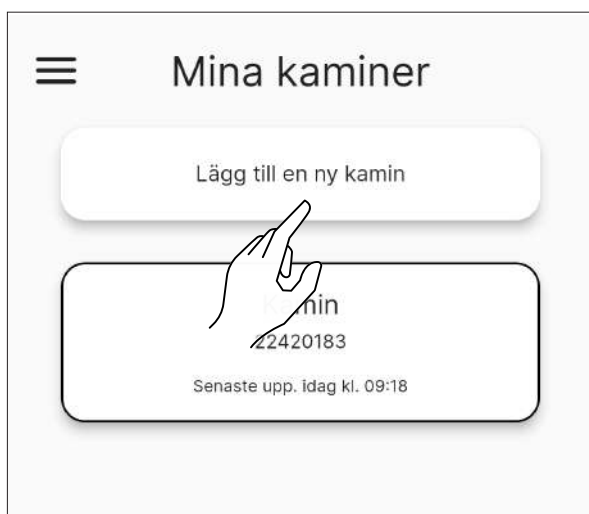 Mina kaminer
Lägg till en ny kamin
Kamin
22420183
Senaste upp. idag kl. 09:18